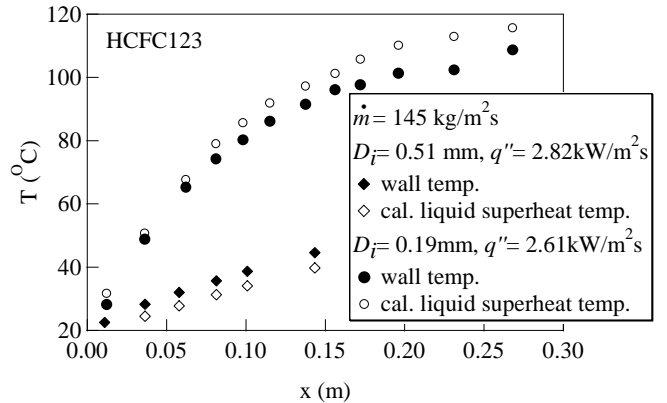 120
HCFC123
100
80
60
40
20
T (°C)
ṁ = 145 kg/m²s
Di= 0.51 mm, q″= 2.82kW/m²s
◆ wall temp.
◇ cal. liquid superheat temp.
Di= 0.19mm, q″= 2.61kW/m²s
● wall temp.
○ cal. liquid superheat temp.
0.00 0.05 0.10 0.15 0.20 0.25 0.30
x (m)